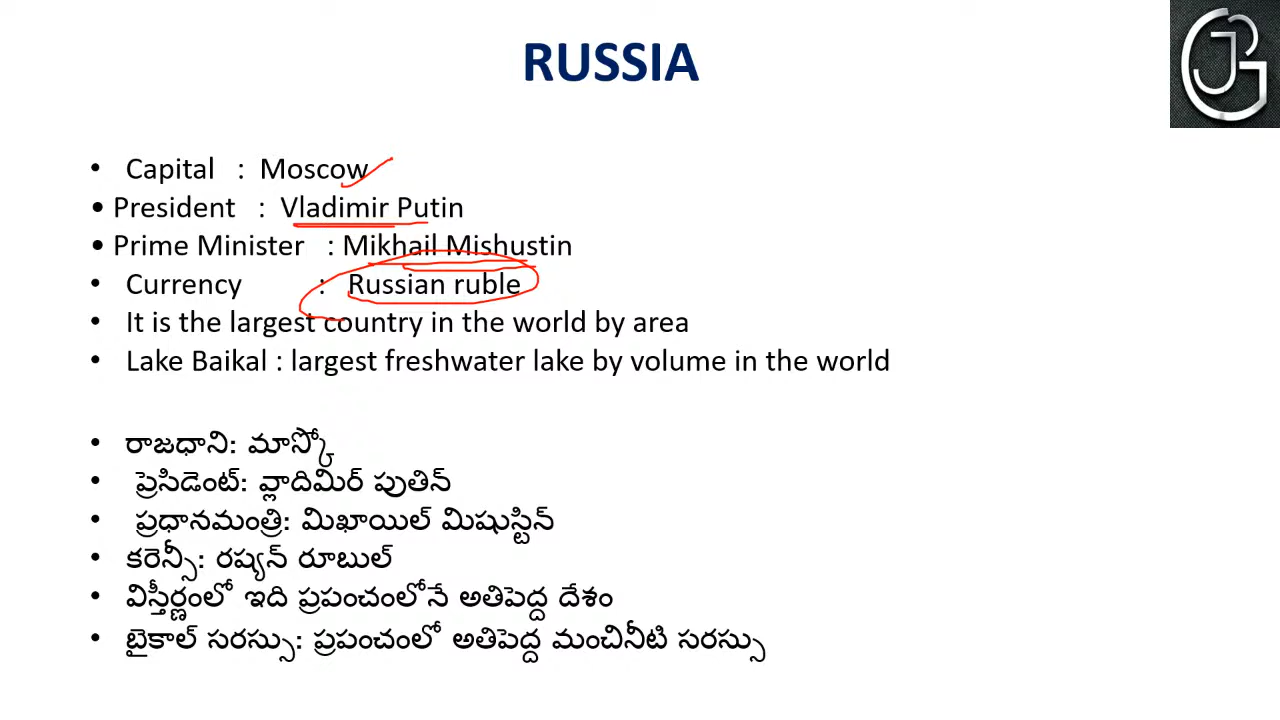 RUSSIA
• Capital : Moscow
• President : Vladimir Putin
• Prime Minister : Mikhail Mishustin
• Currency : Russian ruble
• It is the largest country in the world by area
• Lake Baikal : largest freshwater lake by volume in the world
• రాజధాని: మాస్కో
• ప్రెసిడెంట్: వ్లాదిమిర్ పుతిన్
• ప్రధానమంత్రి: మిఖాయిల్ మిషుస్టిన్
• కరెన్సీ: రష్యన్ రూబుల్
• విస్తీర్ణంలో ఇది ప్రపంచంలోనే అతిపెద్ద దేశం
• బైకాల్ సరస్సు: ప్రపంచంలో అతిపెద్ద మంచినీటి సరస్సు